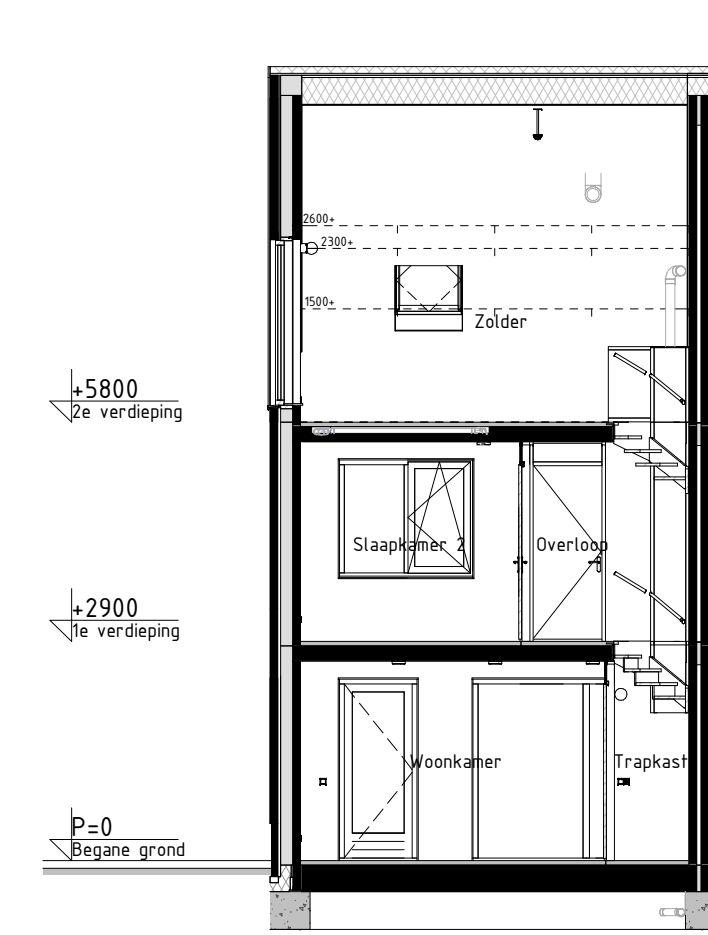 2600+
2300+
1500+
Zolder
+5800
2e verdieping
Slaapkamer 2
Overloop
+2900
1e verdieping
Woonkamer
Trapkast
P=0
Begane grond